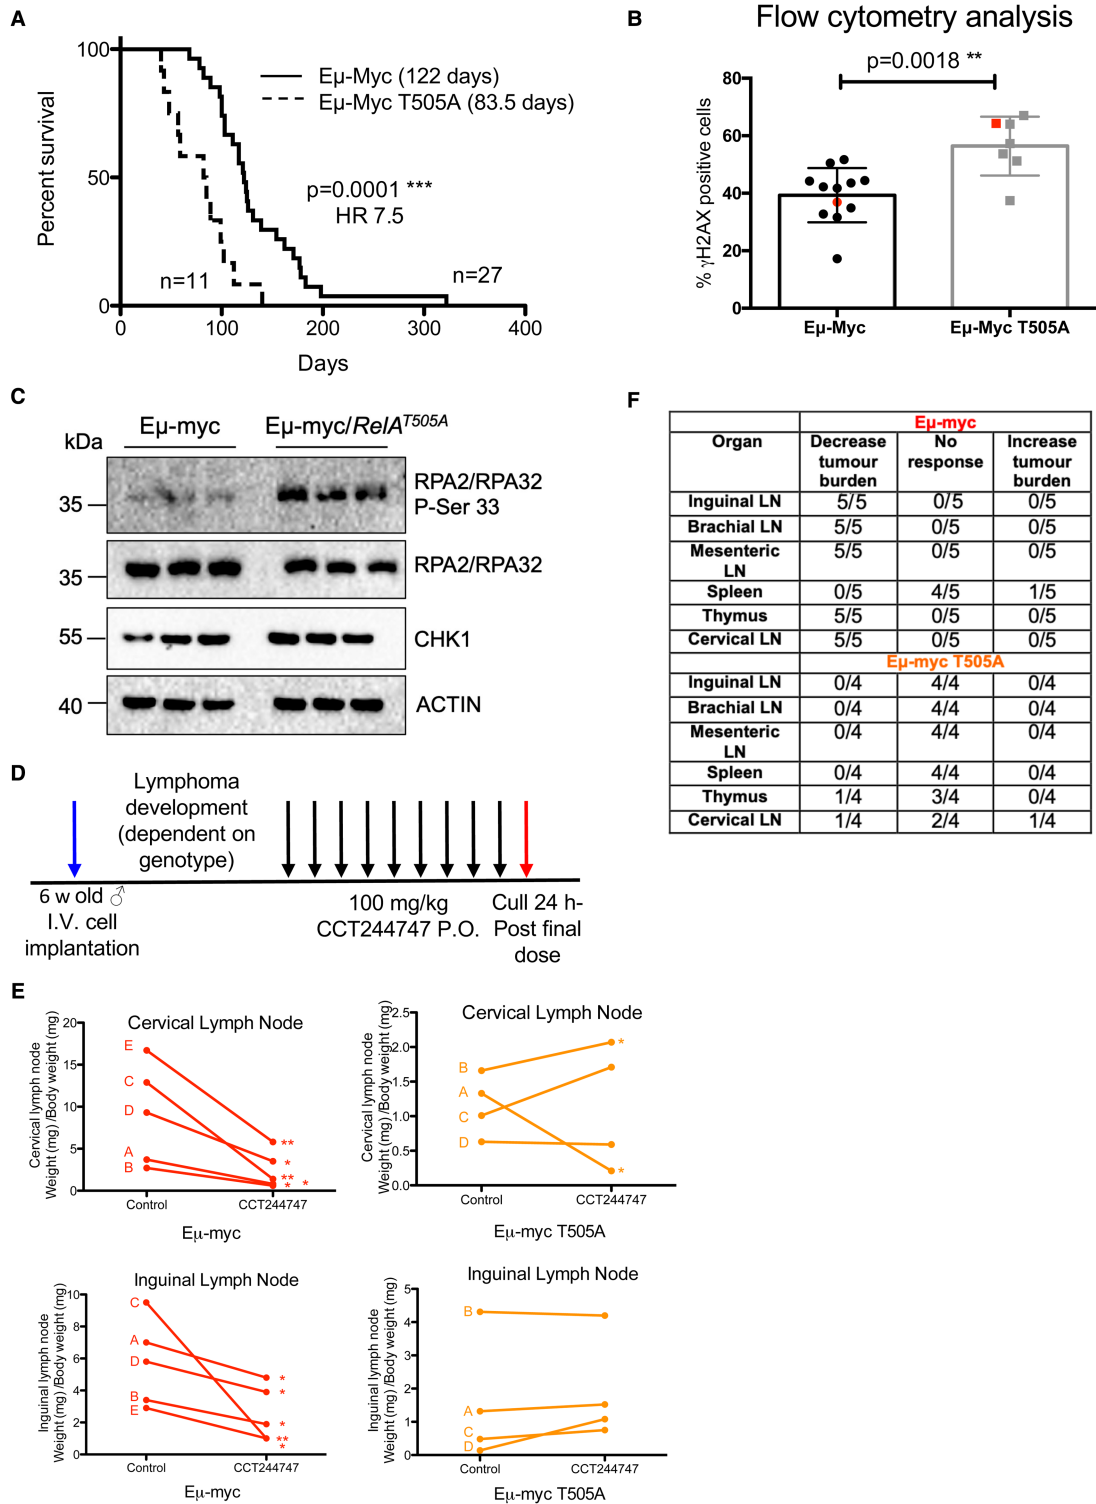 A
100
50
0
Percent survival
Eµ-Myc (122 days)
Eµ-Myc T505A (83.5 days)
p=0.0001 ***
HR 7.5
n=11
n=27
0 100 200 300 400
Days
B
Flow cytometry analysis
p=0.0018 **
80
60
40
20
0
% γH2AX positive cells
Eµ-Myc
Eµ-Myc T505A
C
kDa
Eµ-myc
Eµ-myc/RelA^T505A
35
RPA2/RPA32
P-Ser 33
35
RPA2/RPA32
55
CHK1
40
ACTIN
D
Lymphoma
development
(dependent on
genotype)
6 w old ♂
I.V. cell
implantation
100 mg/kg
CCT244747 P.O.
Cull 24 h-
Post final
dose
E
Cervical Lymph Node
Cervical lymph node
Weight (mg) /Body weight (mg)
20
15
10
5
0
E
C
D
A
B
**
*
**
* *
Control CCT244747
Eµ-myc
Cervical Lymph Node
Cervical lymph node
Weight (mg) /Body weight (mg)
2.5
2.0
1.5
1.0
0.5
0.0
B
A
C
D
*
*
Control CCT244747
Eµ-myc T505A
Inguinal Lymph Node
Inguinal lymph node
Weight (mg) /Body weight (mg)
10
8
6
4
2
0
C
A
D
B
E
*
*
*
**
*
Control CCT244747
Eµ-myc
Inguinal Lymph Node
Inguinal lymph node
Weight (mg) /Body weight (mg)
5
4
3
2
1
0
B
A
C
D
Control CCT244747
Eµ-myc T505A
F
Eµ-myc
Organ Decrease tumour burden No response Increase tumour burden
Inguinal LN 5/5 0/5 0/5
Brachial LN 5/5 0/5 0/5
Mesenteric LN 5/5 0/5 0/5
Spleen 0/5 4/5 1/5
Thymus 5/5 0/5 0/5
Cervical LN 5/5 0/5 0/5
Eµ-myc T505A
Inguinal LN 0/4 4/4 0/4
Brachial LN 0/4 4/4 0/4
Mesenteric LN 0/4 4/4 0/4
Spleen 0/4 4/4 0/4
Thymus 1/4 3/4 0/4
Cervical LN 1/4 2/4 1/4